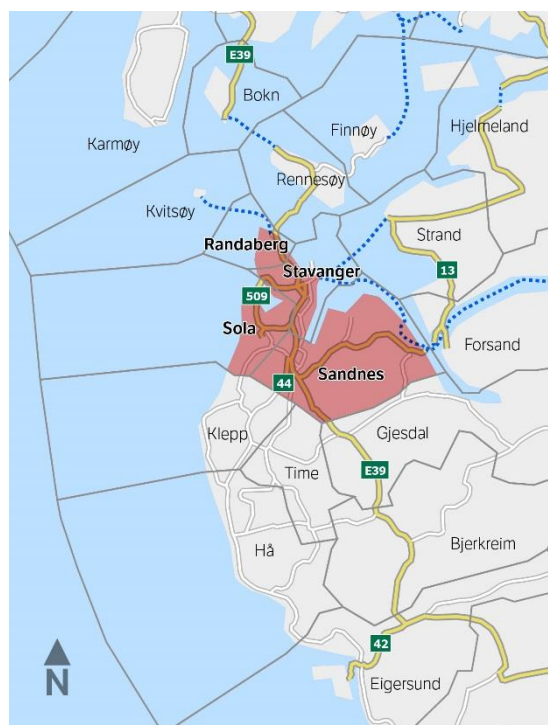 E39
Bokn
Finnøy
Hjelmeland
Karmøy
Rennesøy
Kvitsøy
Randaberg
Strand
Stavanger
13
509
Sola
Forsand
Sandnes
44
Klepp
Gjesdal
Time
E39
Hå
Bjerkreim
42
N
Eigersund